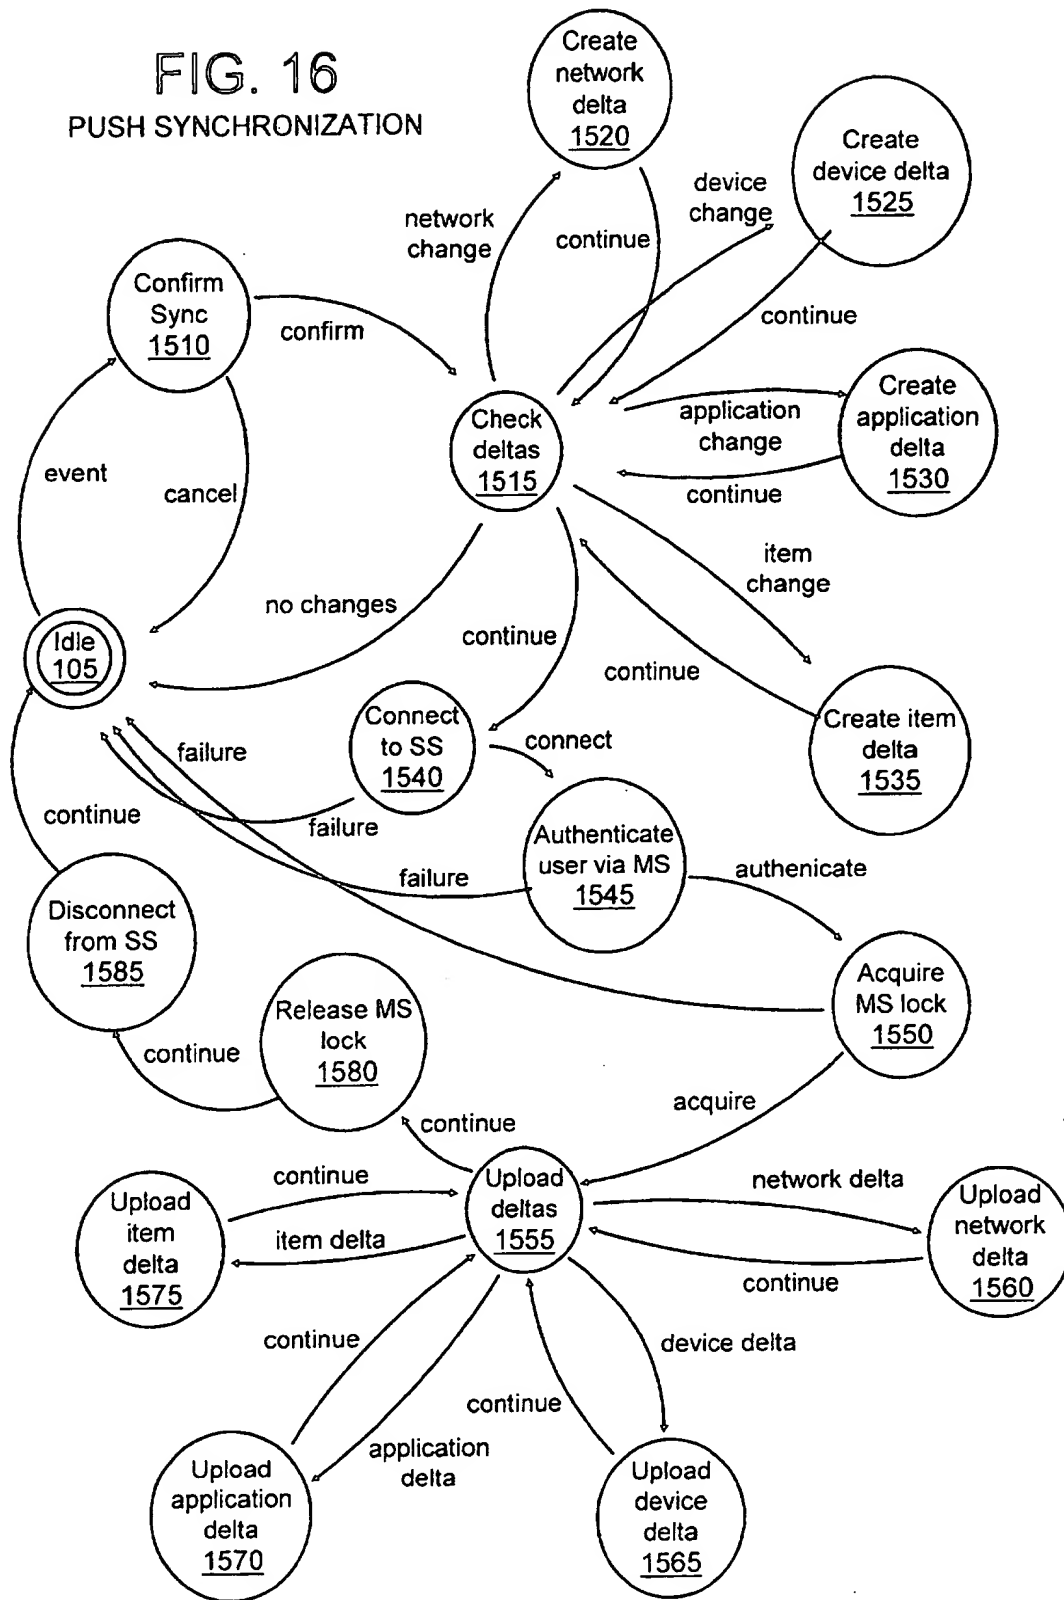 FIG. 16
PUSH SYNCHRONIZATION
Create
network
delta
1520
Create
device delta
1525
device
change
network
change
continue
continue
Confirm
Sync
1510
confirm
Check
deltas
1515
application
change
Create
application
delta
1530
continue
event
cancel
item
change
no changes
continue
continue
Idle
105
Create item
delta
1535
Connect
to SS
1540
connect
failure
failure
continue
Authenticate
user via MS
1545
failure
authenicate
Disconnect
from SS
1585
Acquire
MS lock
1550
Release MS
lock
1580
continue
acquire
continue
Upload
deltas
1555
network delta
Upload
network
delta
1560
continue
continue
Upload
item
delta
1575
item delta
continue
device delta
continue
application
delta
Upload
application
delta
1570
Upload
device
delta
1565